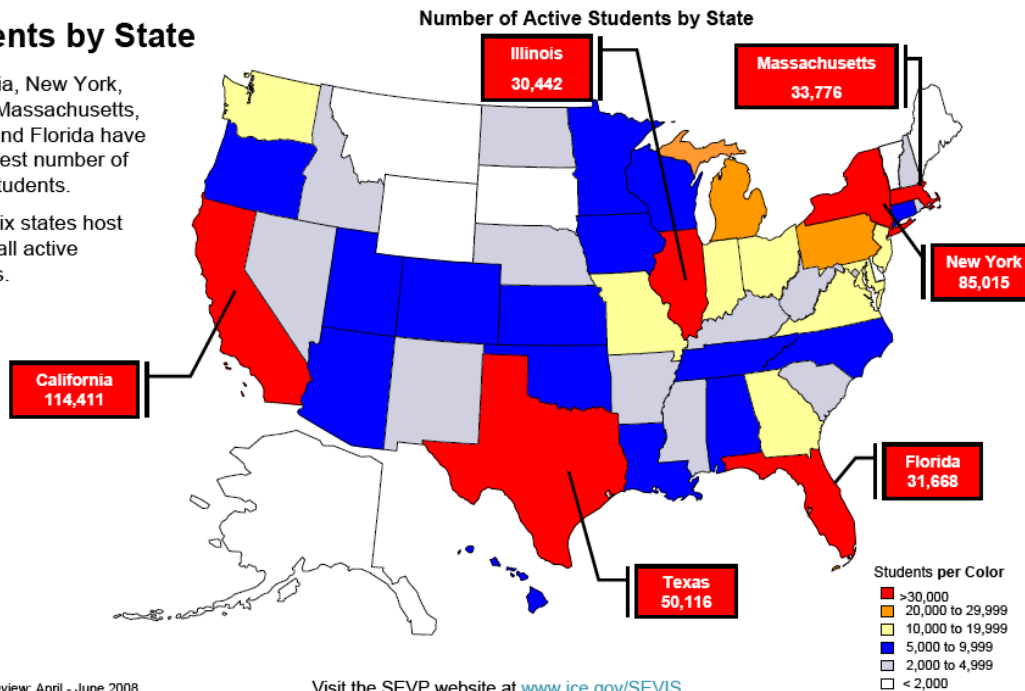 ents by State
ia, New York,
Massachusetts,
nd Florida have
est number of
tudents.
ix states host
all active
s.
Number of Active Students by State
Illinois
30,442
Massachusetts
33,776
New York
85,015
California
114,411
Florida
31,668
Texas
50,116
Students per Color
>30,000
20,000 to 29,999
10,000 to 19,999
5,000 to 9,999
2,000 to 4,999
< 2,000
eview: April - June 2008
Visit the SEVP website at www.ice.gov/SEVIS